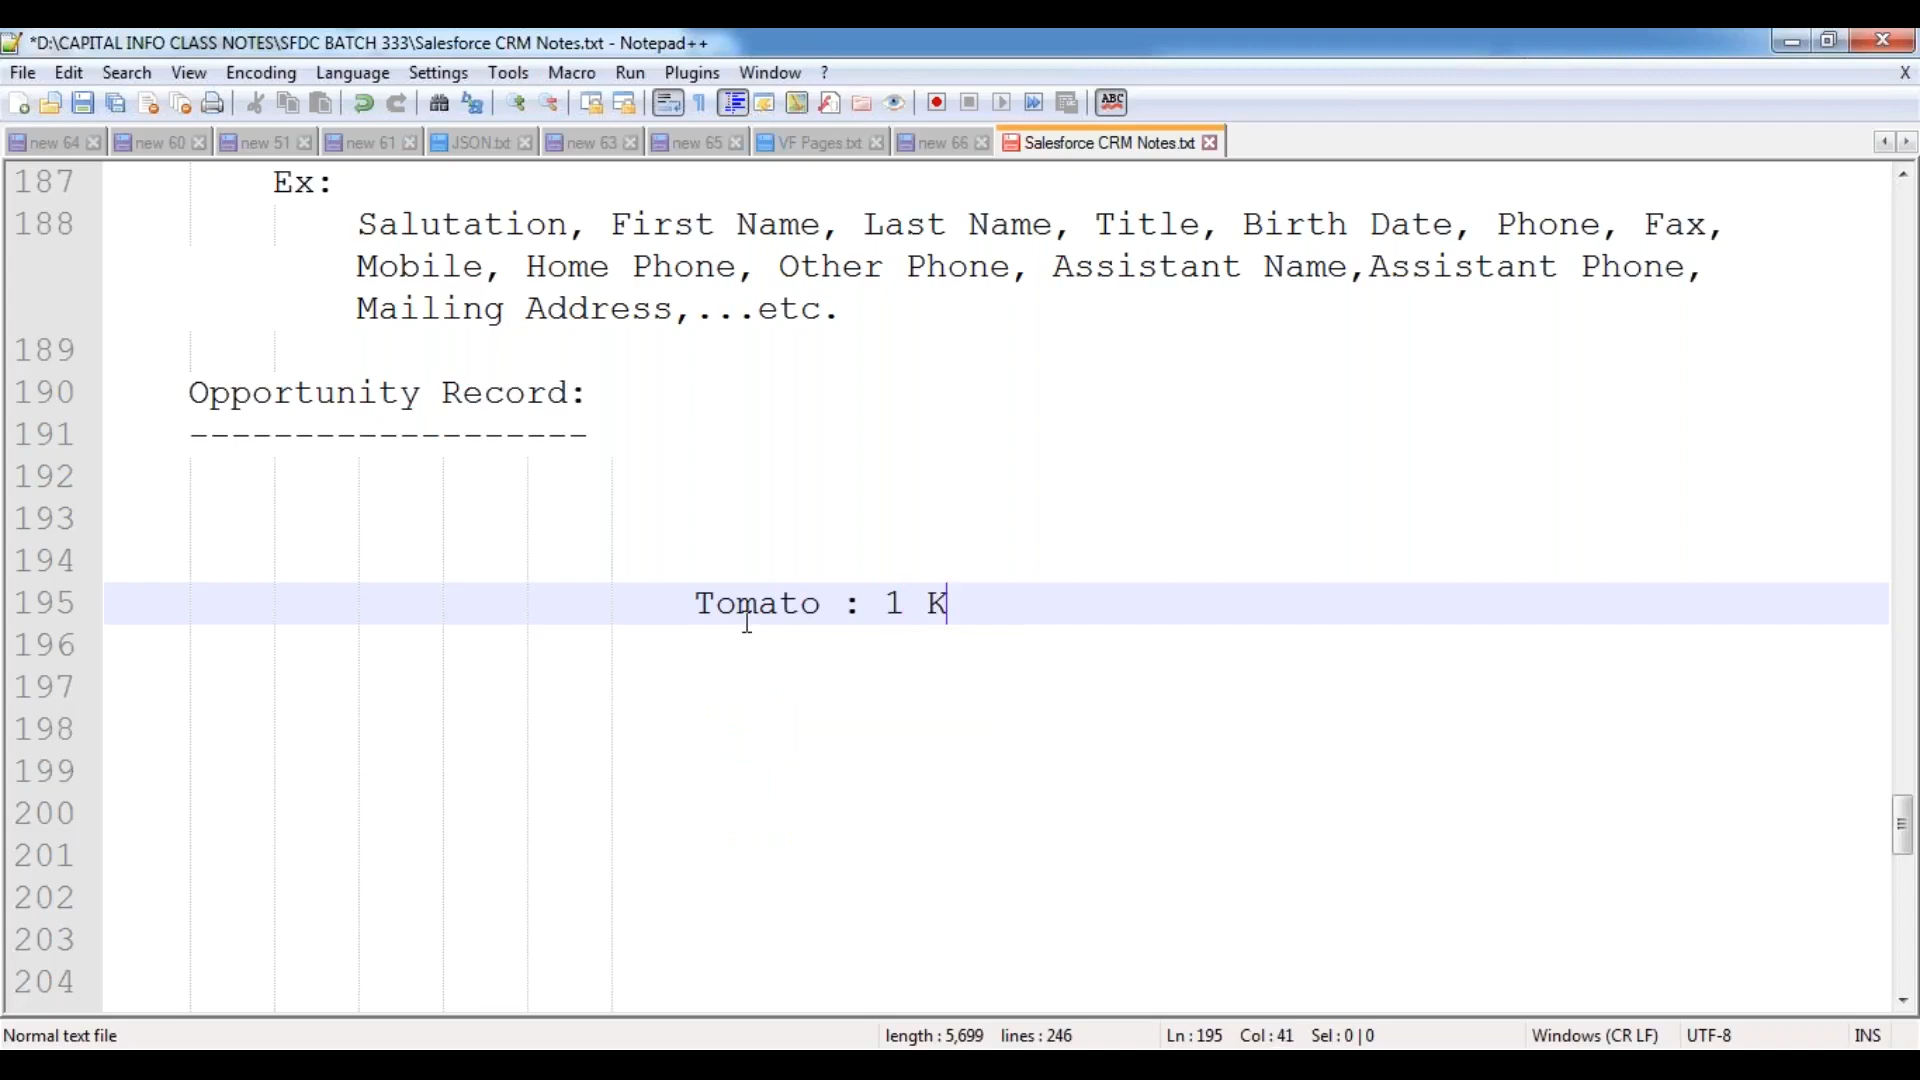 *D:\CAPITAL INFO CLASS NOTES\SFDC BATCH 333\Salesforce CRM Notes.txt - Notepad++
File Edit Search View Encoding Language Settings Tools Macro Run Plugins Window ? X
new 64 new 60 new 51 new 61 JSON.txt new 63 new 65 VF Pages.txt new 66 Salesforce CRM Notes.txt
187 Ex:
188 Salutation, First Name, Last Name, Title, Birth Date, Phone, Fax,
Mobile, Home Phone, Other Phone, Assistant Name,Assistant Phone,
Mailing Address,...etc.
189
190 Opportunity Record:
191 -------------------
192
193
194
195 Tomato : 1 K
196
197
198
199
200
201
202
203
204
Normal text file length : 5,699 lines : 246 Ln : 195 Col : 41 Sel : 0 | 0 Windows (CR LF) UTF-8 INS